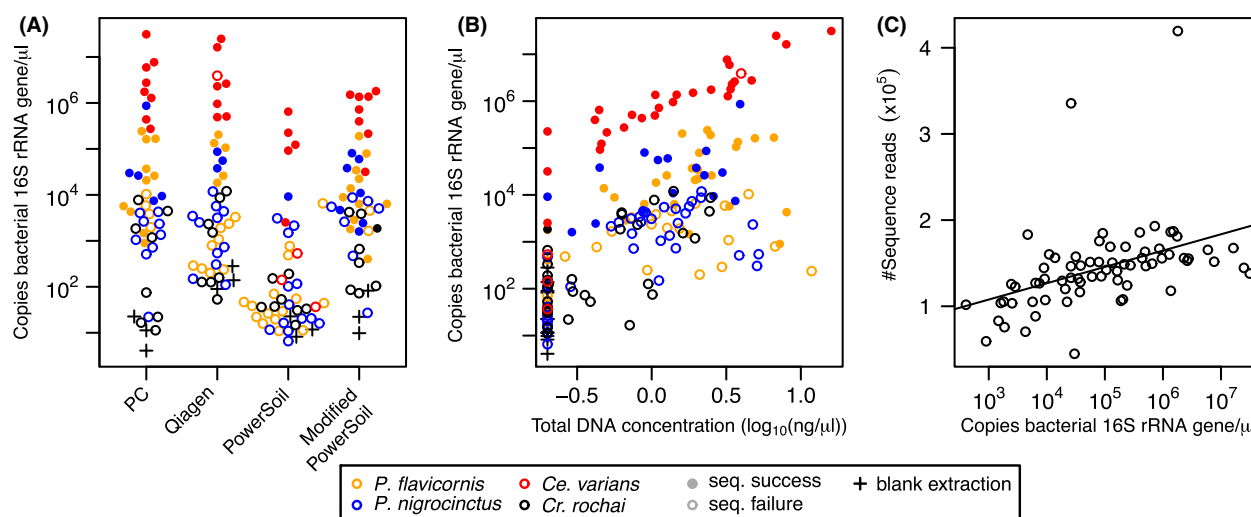 (A)
Copies bacterial 16S rRNA gene/µl
10^6
10^4
10^2
PC
Qiagen
PowerSoil
Modified
PowerSoil
(B)
Copies bacterial 16S rRNA gene/µl
10^6
10^4
10^2
−0.5
0.0
0.5
1.0
Total DNA concentration (log10(ng/µl))
(C)
#Sequence reads (x10^5)
4
2
1
10^3
10^4
10^5
10^6
10^7
Copies bacterial 16S rRNA gene/µ
P. flavicornis
P. nigrocinctus
Ce. varians
Cr. rochai
seq. success
seq. failure
blank extraction